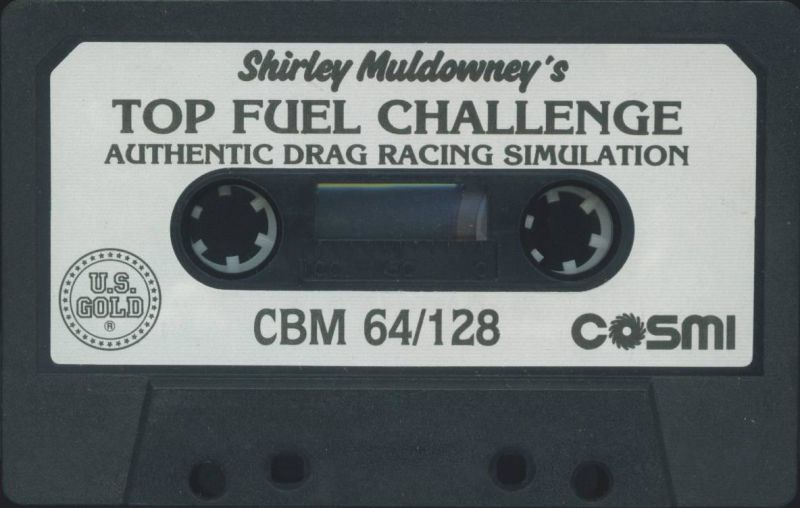 Shirley Muldowney's
TOP FUEL CHALLENGE
AUTHENTIC DRAG RACING SIMULATION
U.S.
GOLD
®
CBM 64/128
COSMI